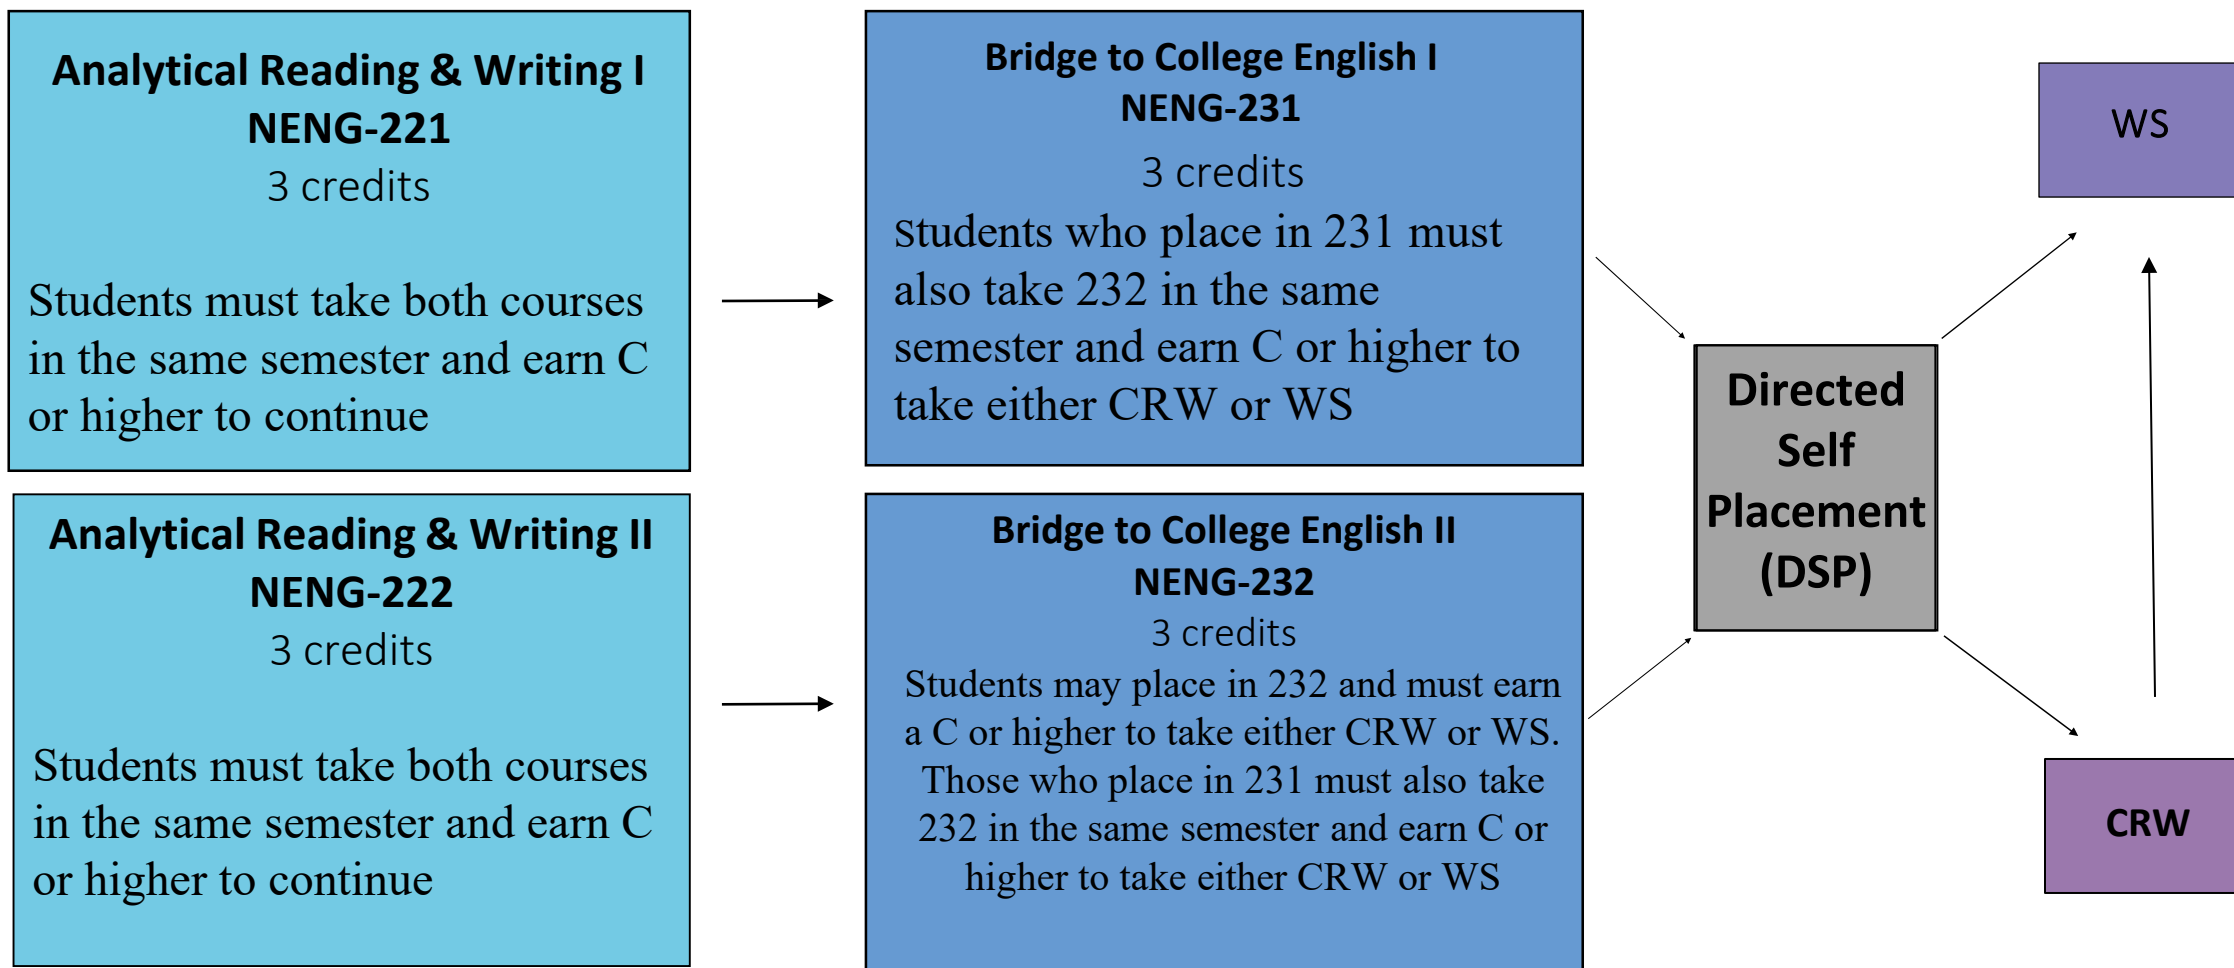 Analytical Reading & Writing I
NENG-221
3 credits
Students must take both courses
in the same semester and earn C
or higher to continue
Bridge to College English I
NENG-231
3 credits
Students who place in 231 must
also take 232 in the same
semester and earn C or higher to
take either CRW or WS
Analytical Reading & Writing II
NENG-222
3 credits
Students must take both courses
in the same semester and earn C
or higher to continue
Bridge to College English II
NENG-232
3 credits
Students may place in 232 and must earn
a C or higher to take either CRW or WS.
Those who place in 231 must also take
232 in the same semester and earn C or
higher to take either CRW or WS
Directed
Self
Placement
(DSP)
WS
CRW